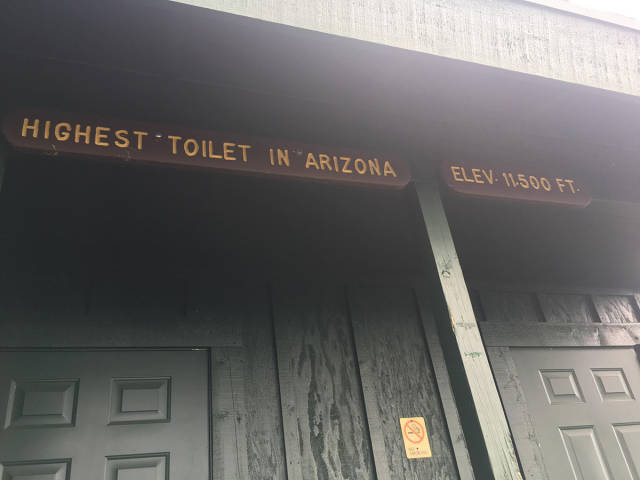 HIGHEST TOILET IN ARIZONA
ELEV. 11,500 FT.